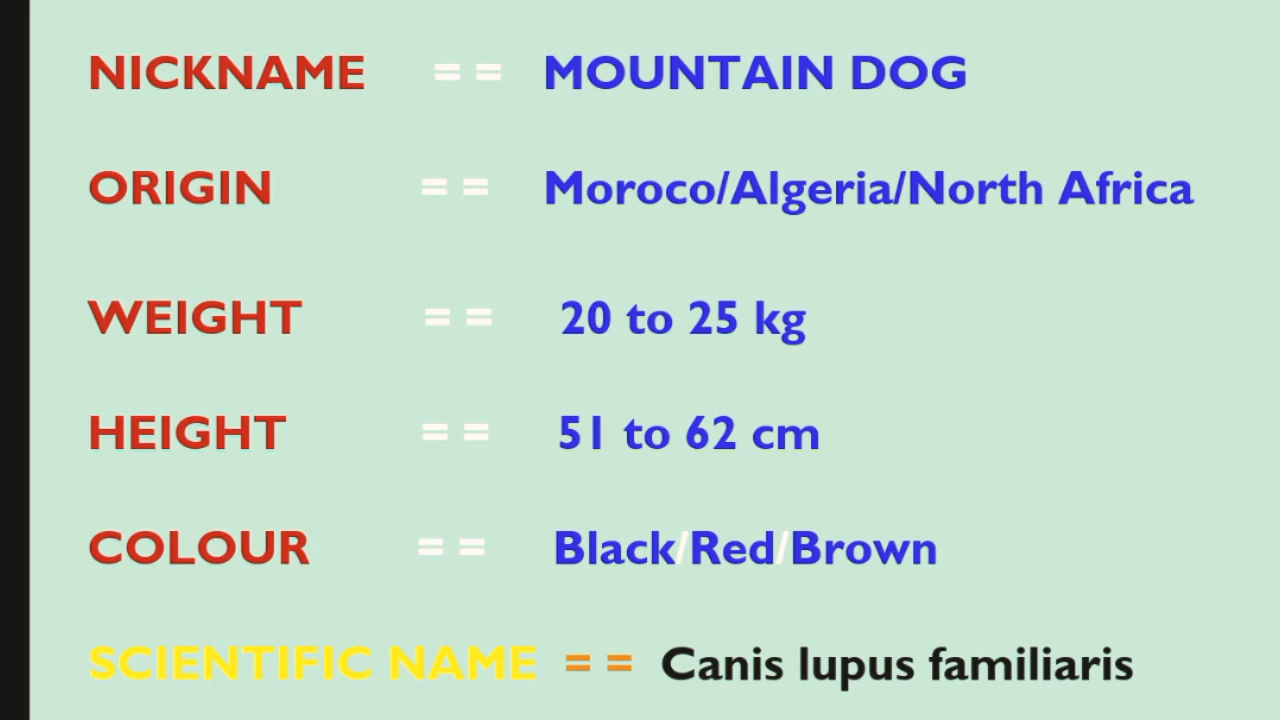 NICKNAME == MOUNTAIN DOG
ORIGIN == Moroco/Algeria/North Africa
WEIGHT == 20 to 25 kg
HEIGHT == 51 to 62 cm
COLOUR == Black/Red/Brown
SCIENTIFIC NAME == Canis lupus familiaris